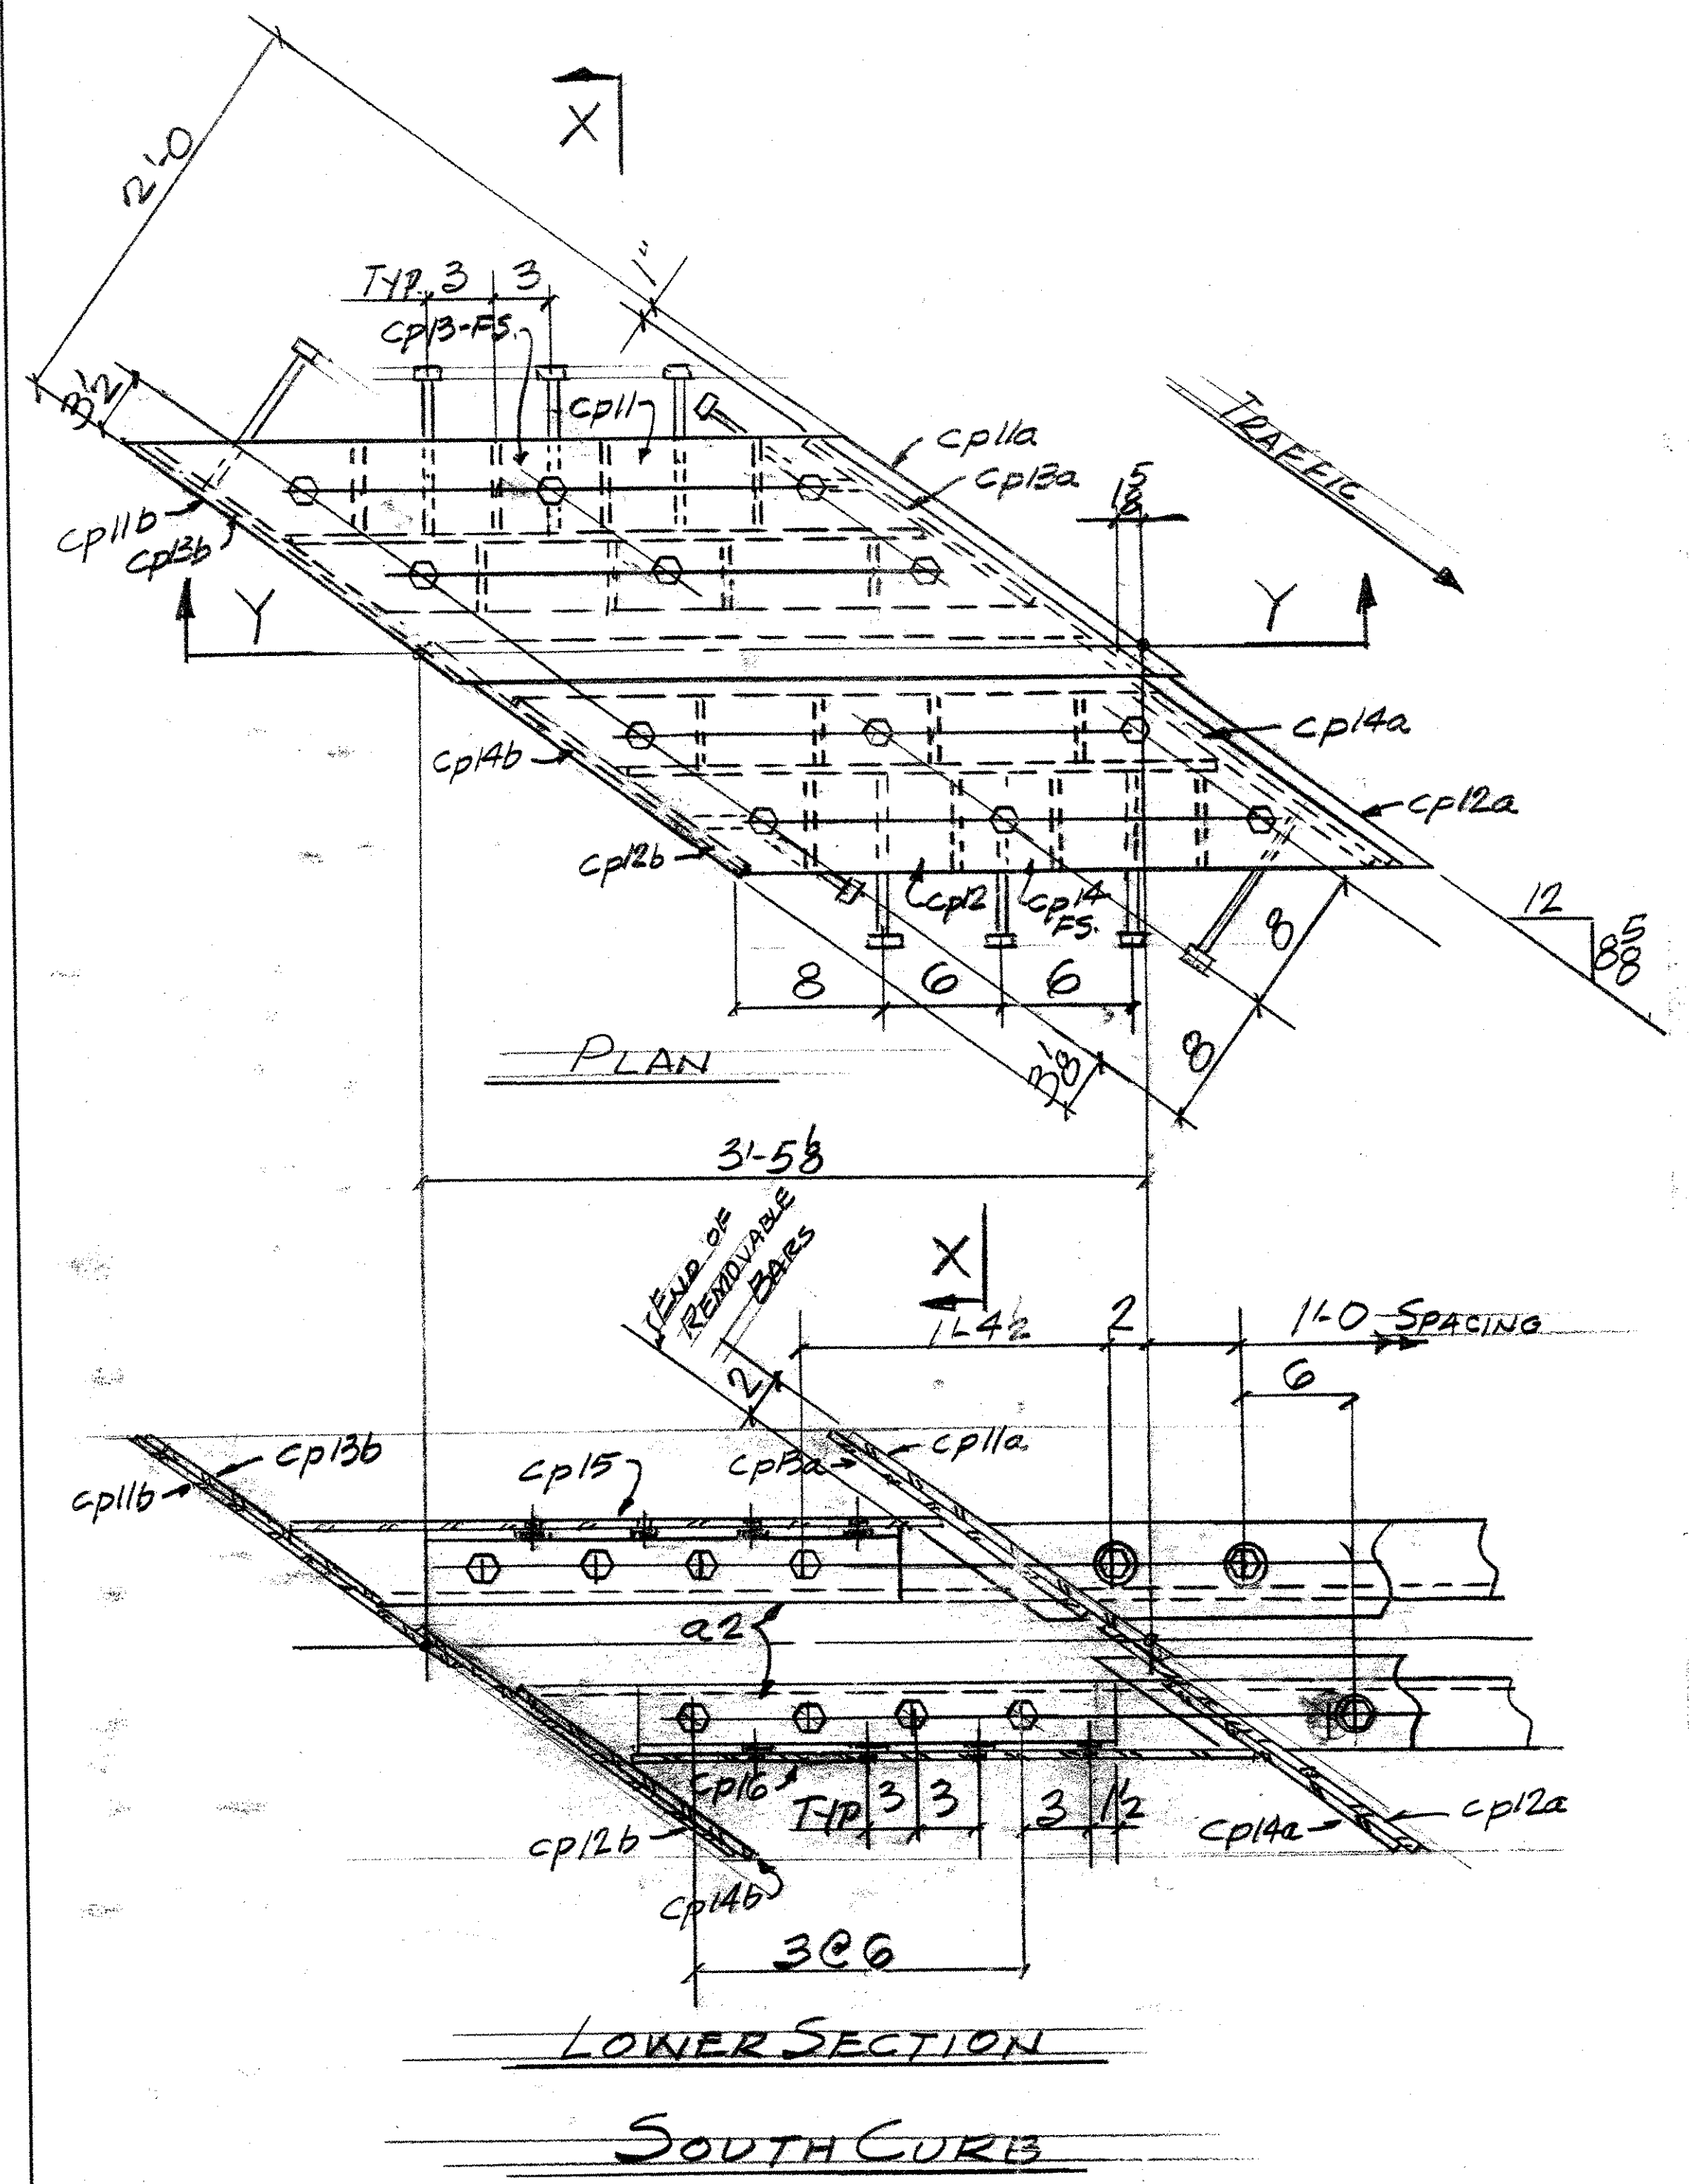 X
2'-0
1"
TYP. 3 3
cp13-FS.
3 1/2
cp11
cp11a
cp13a
TRAFFIC
1 5/8
cp11b
cp13b
Y
Y
cp14a
cp14b
cp12a
cp12b
cp12
cp14
FS.
12
8 5/8
8
8 6 6
8
3 1/8
PLAN
3'-5 1/8
END OF
REMOVABLE
BARS
X
1'-4 1/2
2
1'-0 SPACING
6
2
cp13b
cp11b
cp15
cp13a
cp11a
a2
cp16
TYP 3 3
3 1 1/2
cp12b
cp14b
cp14a
cp12a
3@6
LOWER SECTION
SOUTH CURB